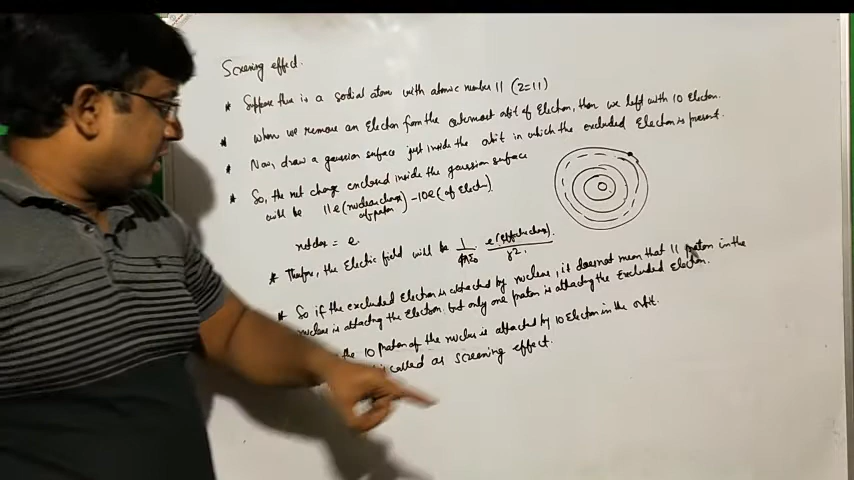 Screening effect.
* Suppose there is a sodial atom with atomic number 11 (Z=11)
* When we remove an Electron from the outermost orbit of Electron, then we left with 10 Electron.
* Now, draw a gaussian surface just inside the orbit in which the excluded Electron is present.
* So, the net charge enclosed inside the gaussian surface
will be 11e (nuclear charge of proton) - 10e (of Electron)
= e.
* Therefore, the Electric field will be 1/4πε0 e (Effective charge)/r2.
* So if the excluded Electron is attracted by nucleus, it does not mean that 11 proton in the
nucleus is attracting the Electron but only one proton is attracting the Excluded Electron.
the 10 Proton of the nucleus is attracted by 10 Electron in the orbit.
is called as screening effect.